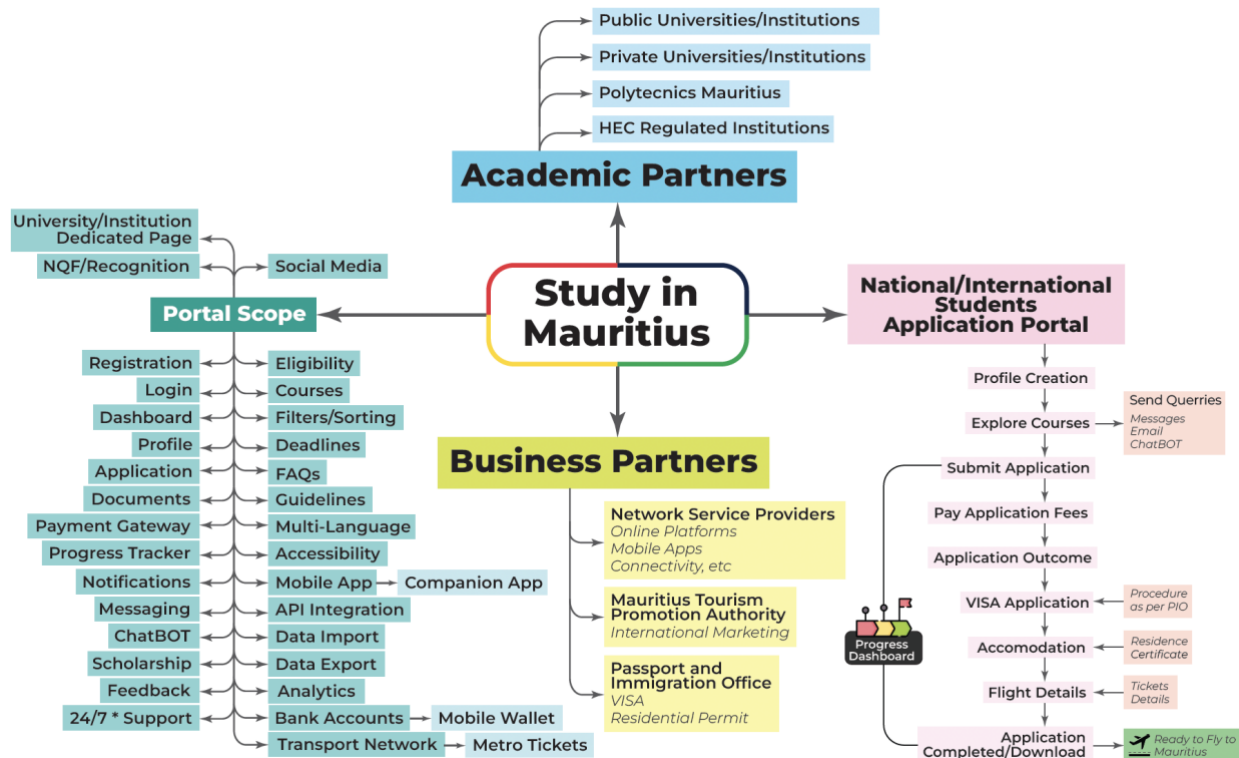 Public Universities/Institutions
Private Universities/Institutions
Polytecnics Mauritius
HEC Regulated Institutions
Academic Partners
University/Institution
Dedicated Page
NQF/Recognition
Social Media
Portal Scope
Study in
Mauritius
National/International
Students
Application Portal
Registration
Login
Dashboard
Profile
Application
Documents
Payment Gateway
Progress Tracker
Notifications
Messaging
ChatBOT
Scholarship
Feedback
24/7 * Support
Eligibility
Courses
Filters/Sorting
Deadlines
FAQs
Guidelines
Multi-Language
Accessibility
Mobile App
Companion App
API Integration
Data Import
Data Export
Analytics
Bank Accounts
Mobile Wallet
Transport Network
Metro Tickets
Business Partners
Network Service Providers
Online Platforms
Mobile Apps
Connectivity, etc
Mauritius Tourism
Promotion Authority
International Marketing
Passport and
Immigration Office
VISA
Residential Permit
Profile Creation
Explore Courses
Send Querries
Messages
Email
ChatBOT
Submit Application
Pay Application Fees
Application Outcome
VISA Application
Procedure
as per PIO
Progress
Dashboard
Accomodation
Residence
Certificate
Flight Details
Tickets
Details
Application
Completed/Download
Ready to Fly to
Mauritius